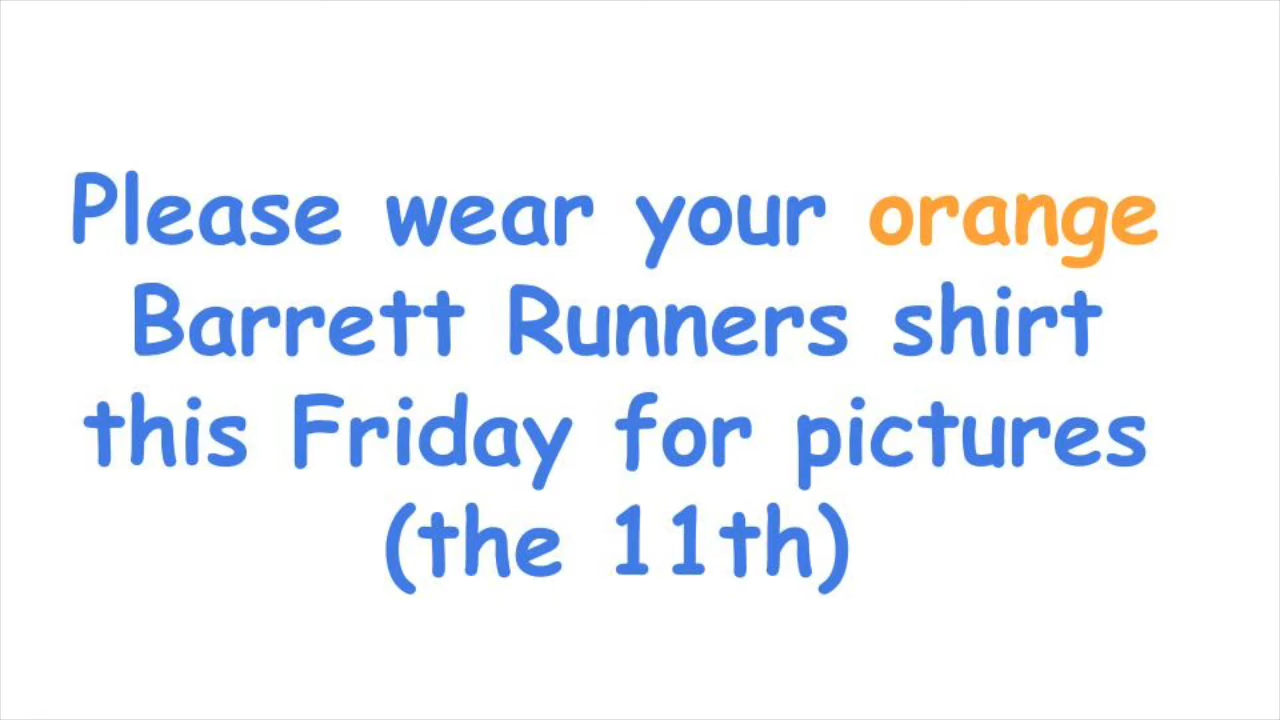 Please wear your orange
Barrett Runners shirt
this Friday for pictures
(the 11th)